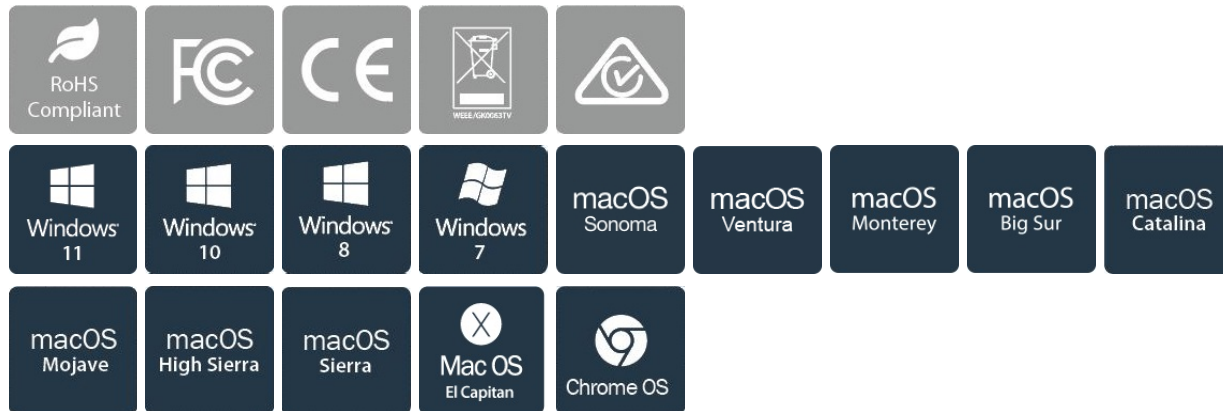 RoHS
Compliant
FC
CE
WEEE/GK0063TV
Windows
11
Windows
10
Windows
8
Windows
7
macOS
Sonoma
macOS
Ventura
macOS
Monterey
macOS
Big Sur
macOS
Catalina
macOS
Mojave
macOS
High Sierra
macOS
Sierra
X
Mac OS
El Capitan
Chrome OS